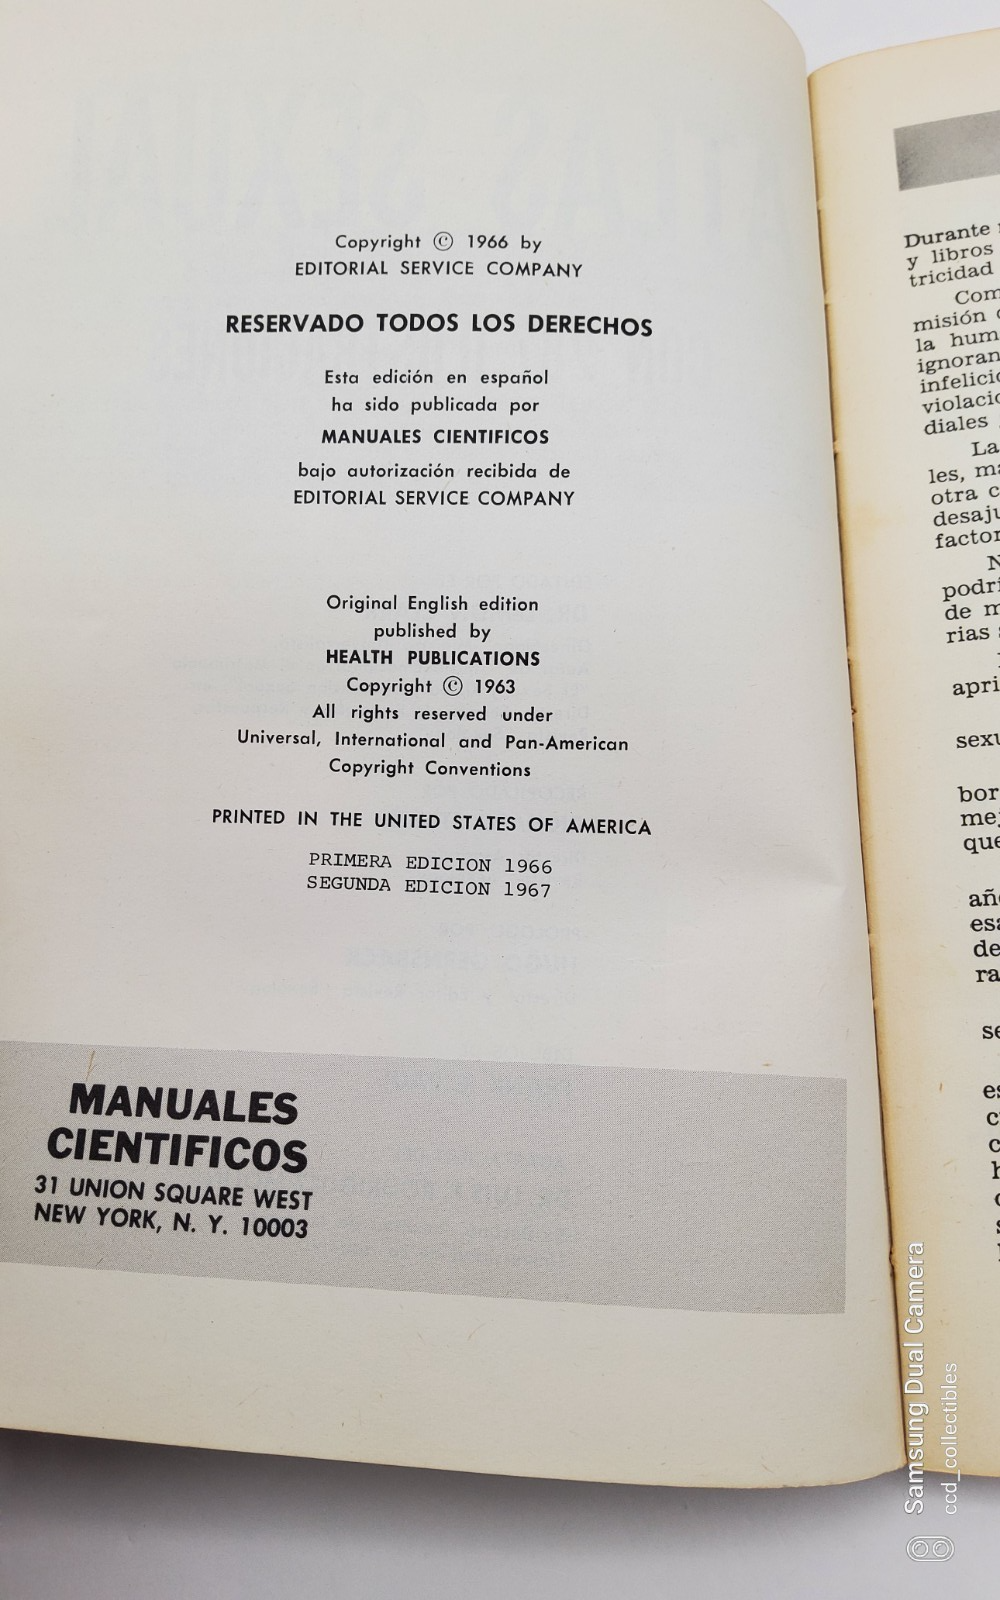 Copyright © 1966 by
EDITORIAL SERVICE COMPANY
RESERVADO TODOS LOS DERECHOS
Esta edición en español
ha sido publicada por
MANUALES CIENTIFICOS
bajo autorización recibida de
EDITORIAL SERVICE COMPANY
Original English edition
published by
HEALTH PUBLICATIONS
Copyright © 1963
All rights reserved under
Universal, International and Pan-American
Copyright Conventions
PRINTED IN THE UNITED STATES OF AMERICA
PRIMERA EDICION 1966
SEGUNDA EDICION 1967
MANUALES
CIENTIFICOS
31 UNION SQUARE WEST
NEW YORK, N. Y. 10003
Durante
y libros
tricidad
Com
misión
la hum
ignoran
infelici
violacio
diales
La
les, ma
otra c
desaju
factor
N
podrí
de m
rias
apri
sexu
bor
mej
que
añ
esa
de
ra
se
es
c
c
h
Samsung Dual Camera
ccd_collectibles